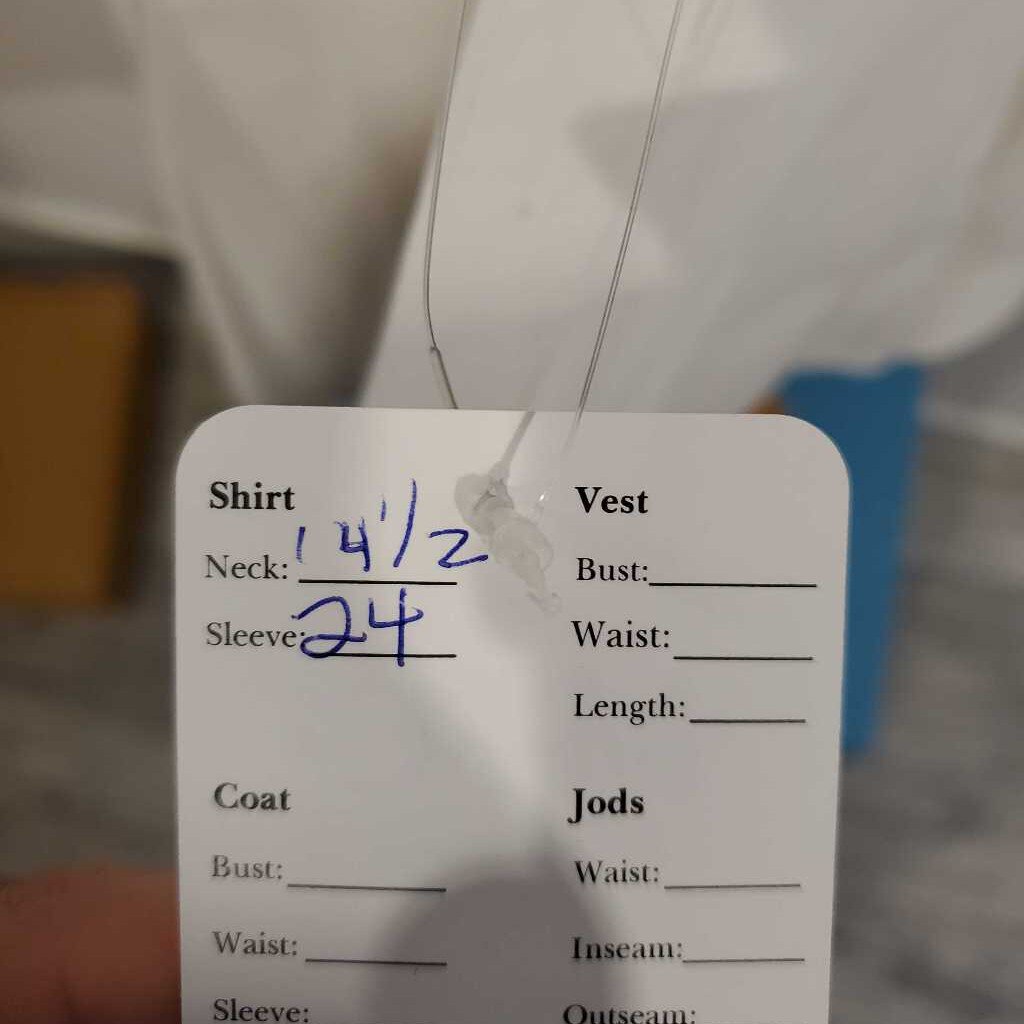 Shirt
Neck: 14 1/2
Sleeve: 24
Vest
Bust:
Waist:
Length:
Coat
Bust:
Waist:
Sleeve:
Jods
Waist:
Inseam:
Outseam: